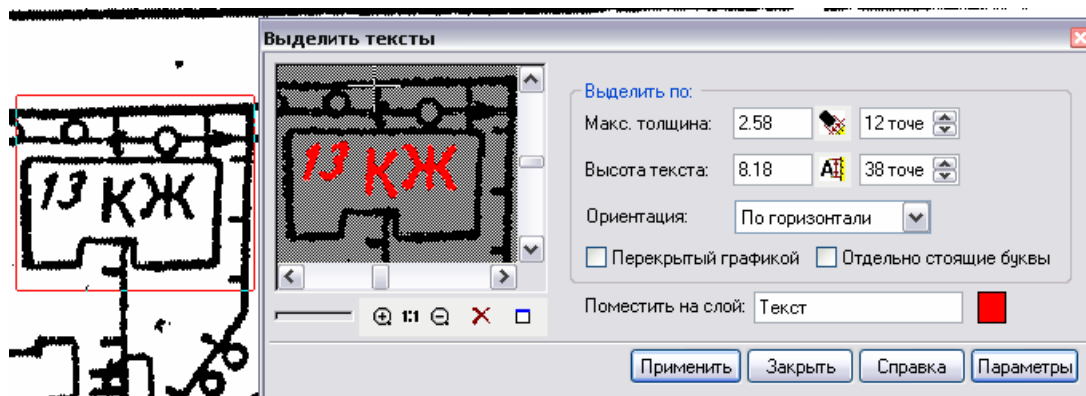 Выделить тексты
13 КЖ
13 КЖ
Выделить по:
Макс. толщина: 2.58 12 точе
Высота текста: 8.18 38 точе
Ориентация: По горизонтали
Перекрытый графикой Отдельно стоящие буквы
1:1
Поместить на слой: Текст
Применить Закрыть Справка Параметры